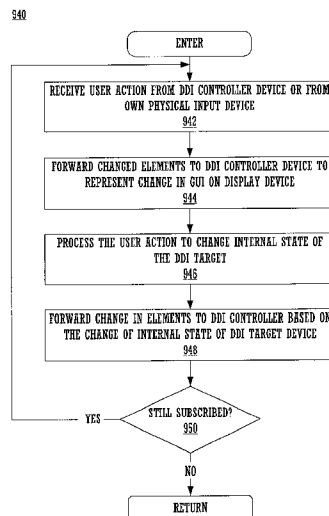 940
ENTER
RECEIVE USER ACTION FROM DDI CONTROLLER DEVICE OR FROM
OWN PHYSICAL INPUT DEVICE
942
FORWARD CHANGED ELEMENTS TO DDI CONTROLLER DEVICE TO
REPRESENT CHANGE IN GUI ON DISPLAY DEVICE
944
PROCESS THE USER ACTION TO CHANGE INTERNAL STATE OF
THE DDI TARGET
946
FORWARD CHANGE IN ELEMENTS TO DDI CONTROLLER BASED ON
THE CHANGE OF INTERNAL STATE OF DDI TARGET DEVICE
948
STILL SUBSCRIBED?
YES
950
NO
RETURN